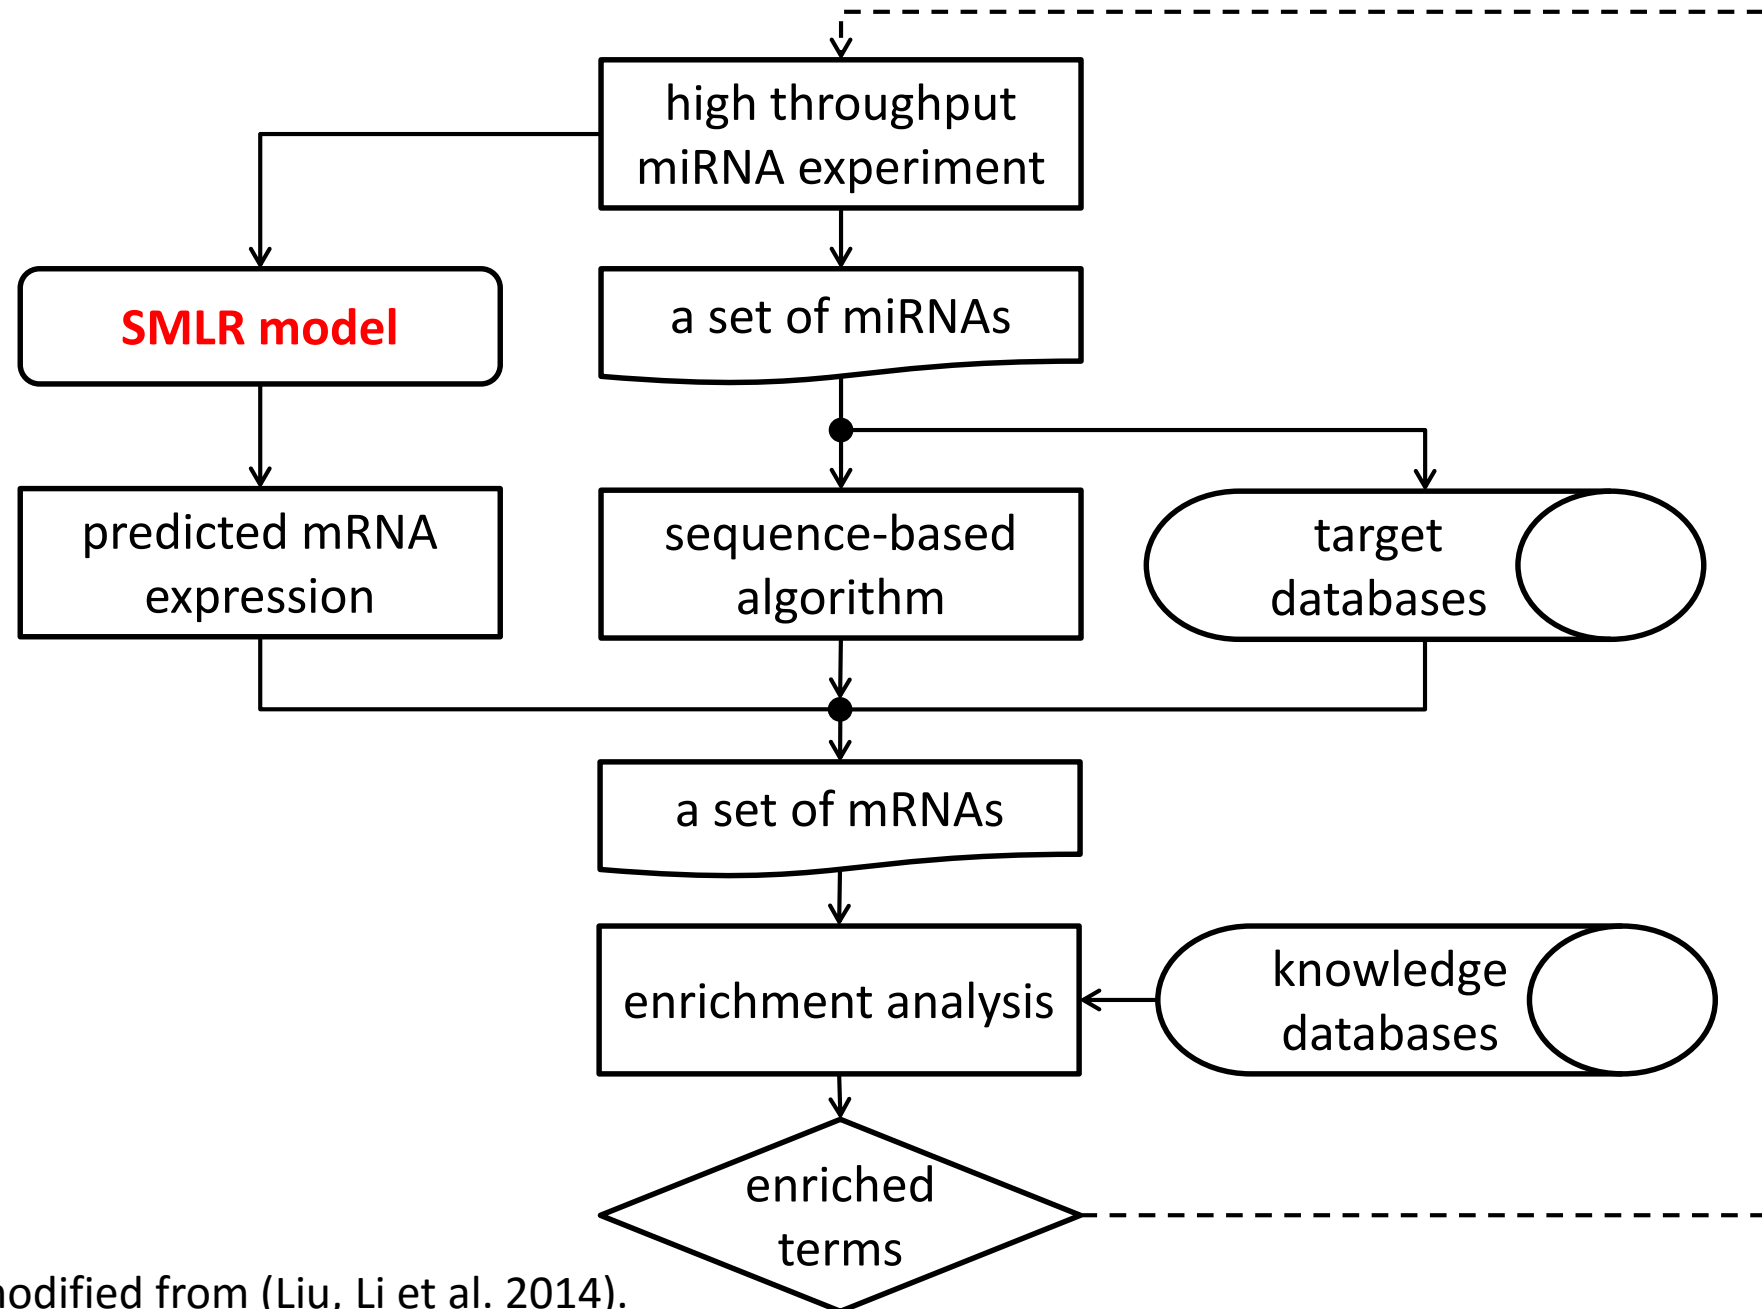 high throughput
miRNA experiment
SMLR model
a set of miRNAs
predicted mRNA
expression
sequence-based
algorithm
target
databases
a set of mRNAs
enrichment analysis
knowledge
databases
enriched
terms
modified from (Liu, Li et al. 2014).